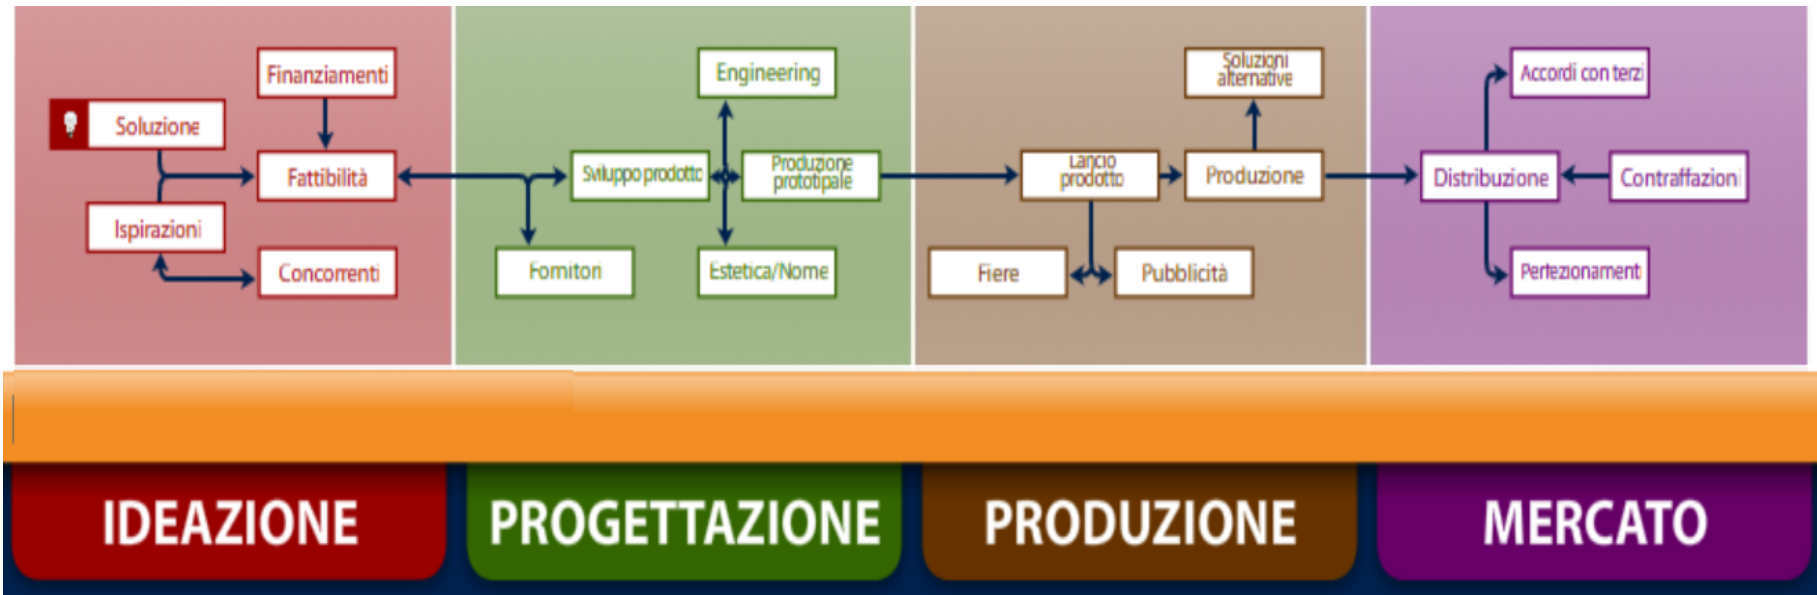 Finanziamenti
Soluzione
Fattibilità
Ispirazioni
Concorrenti
Engineering
Sviluppo prodotto
Produzione
prototipale
Fornitori
Estetica/Nome
Soluzioni
alternative
Lancio
prodotto
Produzione
Fiere
Pubblicità
Accordi con terzi
Distribuzione
Contraffazioni
Perfezionamenti
IDEAZIONE
PROGETTAZIONE
PRODUZIONE
MERCATO